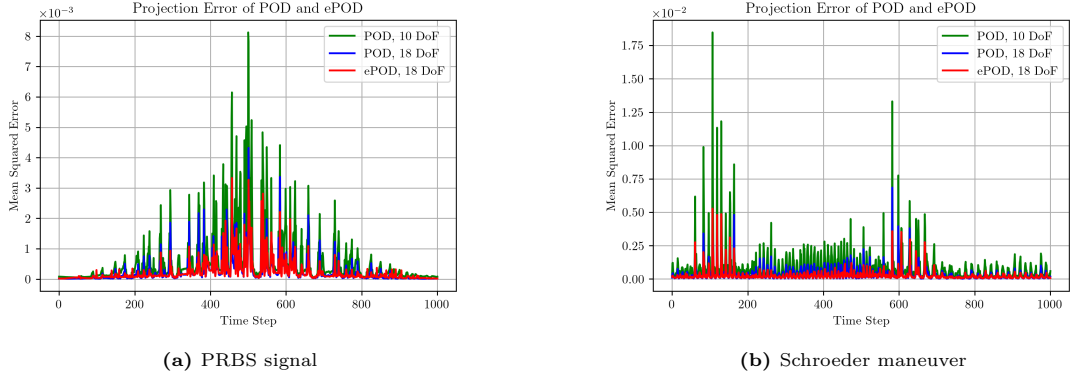 Projection Error of POD and ePOD
×10⁻³
8
7
6
5
4
3
2
1
0
Mean Squared Error
POD, 10 DoF
POD, 18 DoF
ePOD, 18 DoF
0 200 400 600 800 1000
Time Step
(a) PRBS signal
Projection Error of POD and ePOD
×10⁻²
1.75
1.50
1.25
1.00
0.75
0.50
0.25
0.00
Mean Squared Error
POD, 10 DoF
POD, 18 DoF
ePOD, 18 DoF
0 200 400 600 800 1000
Time Step
(b) Schroeder maneuver